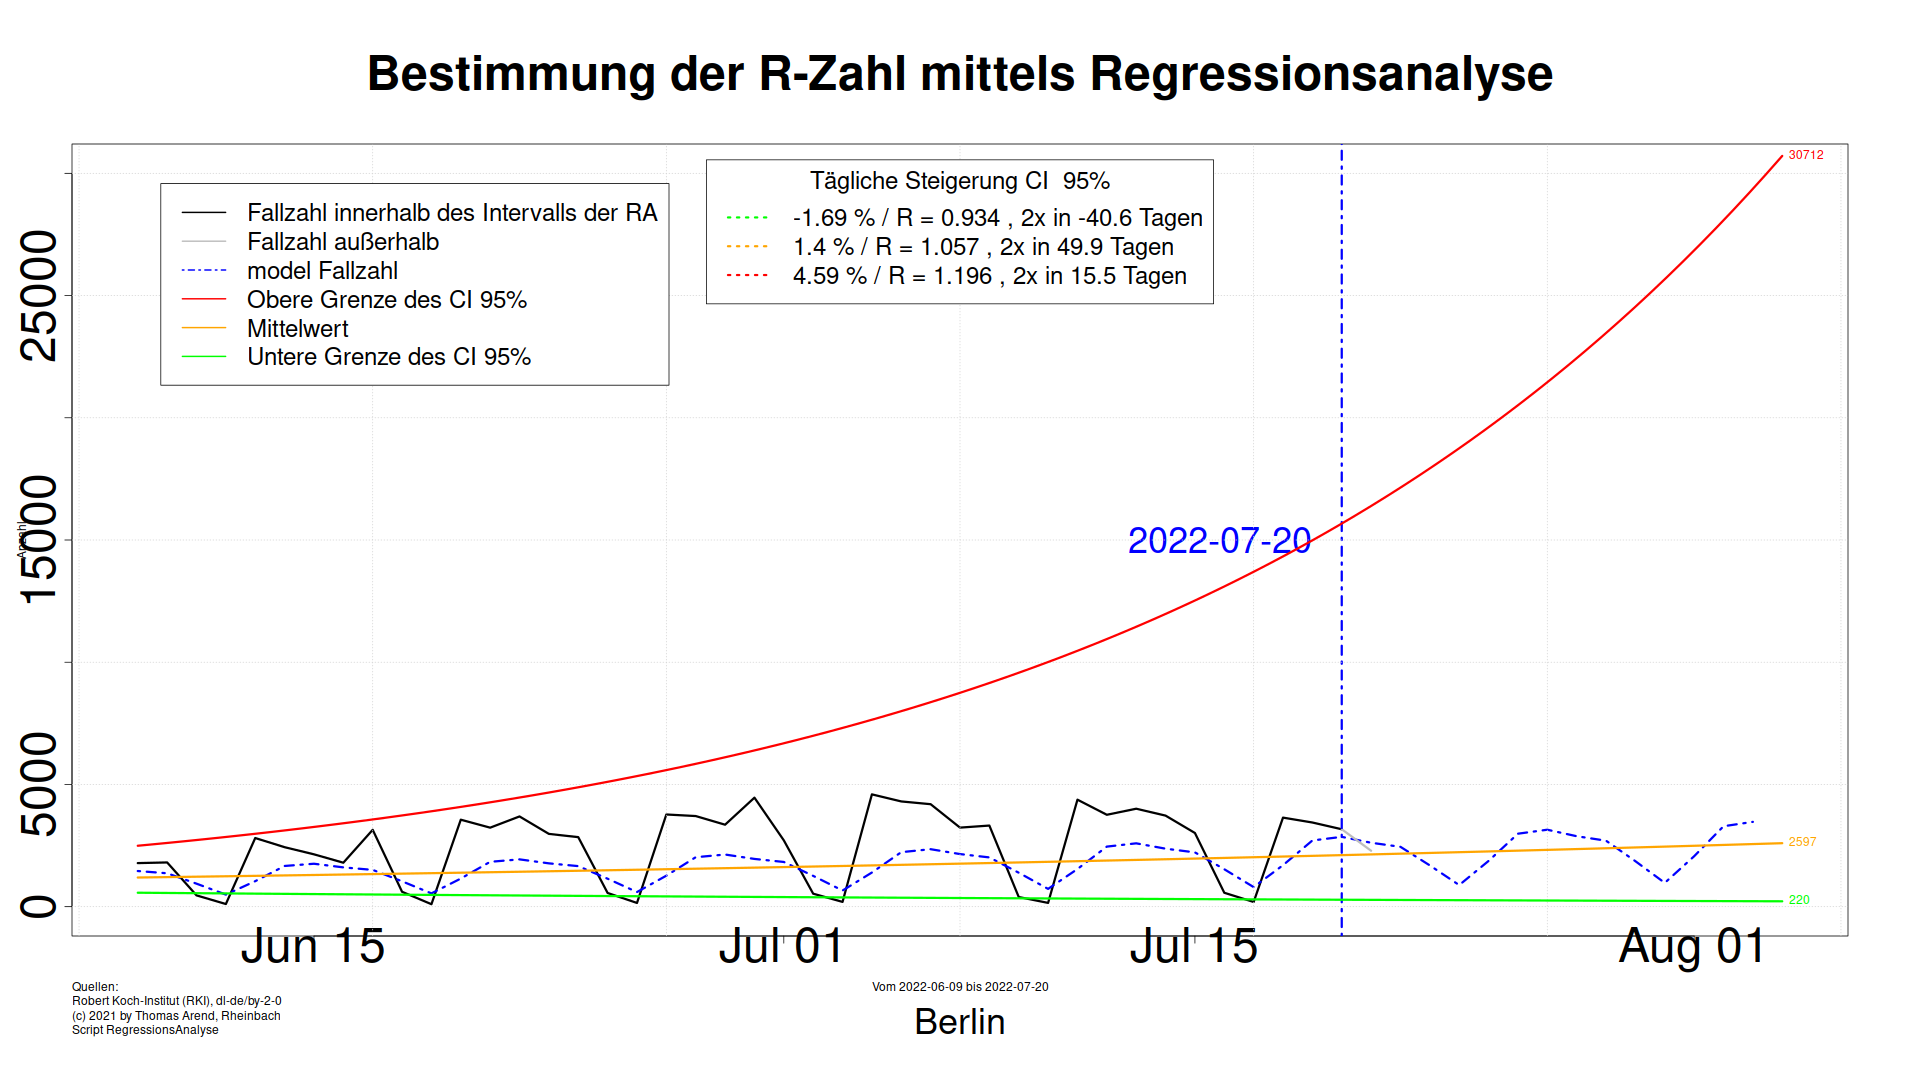 Bestimmung der R-Zahl mittels Regressionsanalyse
30712
Tägliche Steigerung CI  95%
-1.69 % / R = 0.934 , 2x in -40.6 Tagen
1.4 % / R = 1.057 , 2x in 49.9 Tagen
4.59 % / R = 1.196 , 2x in 15.5 Tagen
Fallzahl innerhalb des Intervalls der RA
Fallzahl außerhalb
model Fallzahl
Obere Grenze des CI 95%
Mittelwert
Untere Grenze des CI 95%
25000
15000
5000
0
Anzahl
2022-07-20
2597
220
Jun 15
Jul 01
Jul 15
Aug 01
Quellen:
Robert Koch-Institut (RKI), dl-de/by-2-0
(c) 2021 by Thomas Arend, Rheinbach
Script RegressionsAnalyse
Vom 2022-06-09 bis 2022-07-20
Berlin